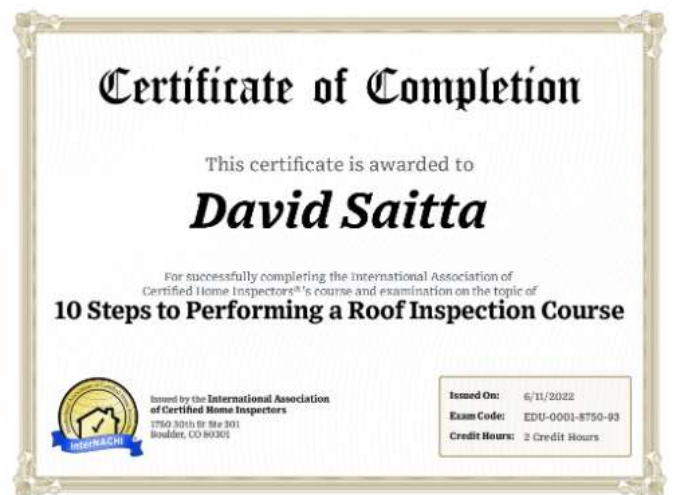 Certificate of Completion
This certificate is awarded to
David Saitta
For successfully completing the International Association of
Certified Home Inspectors®'s course and examination on the topic of
10 Steps to Performing a Roof Inspection Course
InterNACHI
Issued by the International Association
of Certified Home Inspectors
1750 30th St Ste 301
Boulder, CO 80301
Issued On: 6/11/2022
Exam Code: EDU-0001-8750-93
Credit Hours: 2 Credit Hours